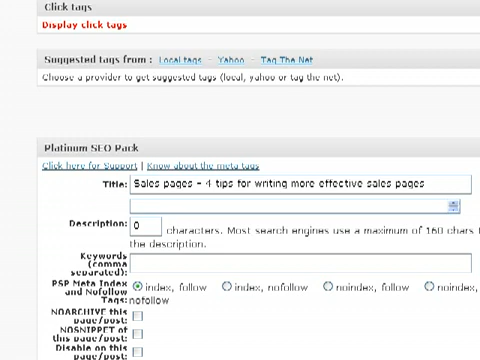 Click tags
Display click tags
Suggested tags from : Local tags - Yahoo - Tag The Net
Choose a provider to get suggested tags (local, yahoo or tag the net).
Platinum SEO Pack
Click here for Support | Know about the meta tags
Title: Sales pages - 4 tips for writing more effective sales pages
Description: 0 characters. Most search engines use a maximum of 160 chars
the description.
Keywords
(comma
separated):
PSP Meta Index
and Nofollow
Tags:
index, follow index, nofollow noindex, follow noindex,
nofollow
NOARCHIVE this
page/post:
NOSNIPPET of
this page/post:
Disable on this
page/post: